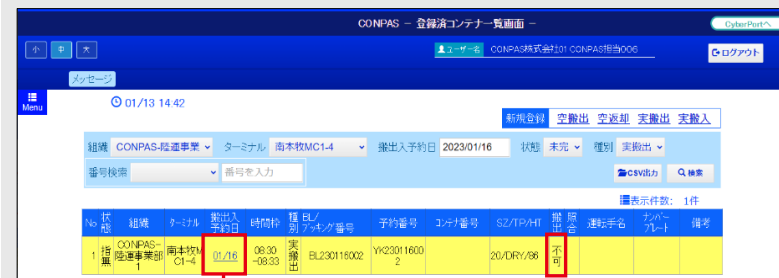 CONPAS － 登録済コンテナ一覧画面 －
CyberPortへ
小 中 大
ユーザー名 CONPAS株式会社01 CONPAS担当006
ログアウト
メッセージ
Menu
01/13 14:42
新規登録 空搬出 空返却 実搬出 実搬入
組織 CONPAS-陸運事業 ターミナル 南本牧MC1-4 搬出入予約日 2023/01/16 状態 未完 種別 実搬出
番号検索 番号を入力 CSV出力 検索
表示件数: 1件
No 状態 組織 ターミナル 搬出入予約日 時間枠 種別 BL/ブッキング番号 予約番号 コンテナ番号 SZ/TP/HT 搬出 照合 運転手名 ナンバープレート 備考
1 指無 CONPAS-陸運事業部1 南本牧MC1-4 01/16 08:30-08:33 実搬出 BL230116002 YK230116002 20/DRY/86 不可